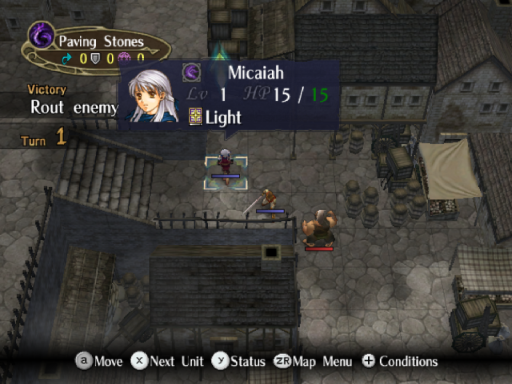 Paving Stones
0 0 0
Micaiah
Lv 1 HP 15 / 15
Light
Victory
Rout enemy
Turn 1
a Move x Next Unit y Status ZR Map Menu + Conditions